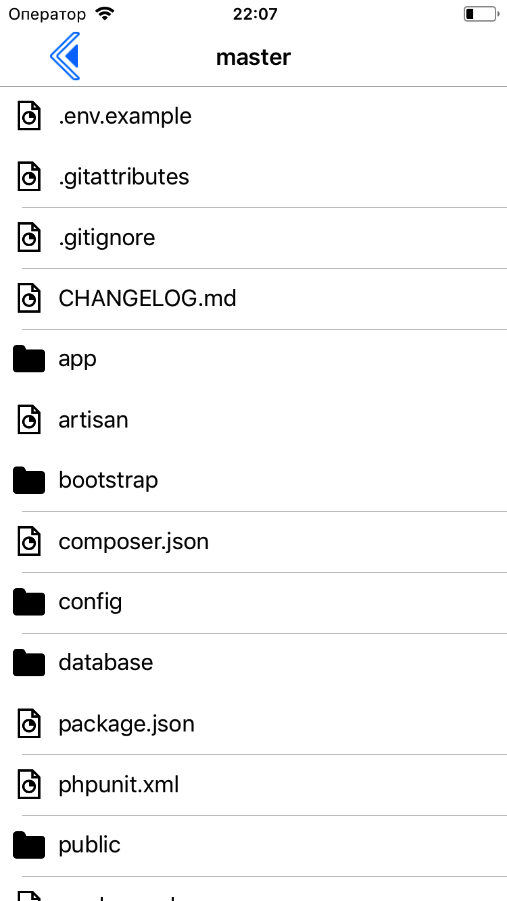 Оператор 22:07
master
.env.example
.gitattributes
.gitignore
CHANGELOG.md
app
artisan
bootstrap
composer.json
config
database
package.json
phpunit.xml
public